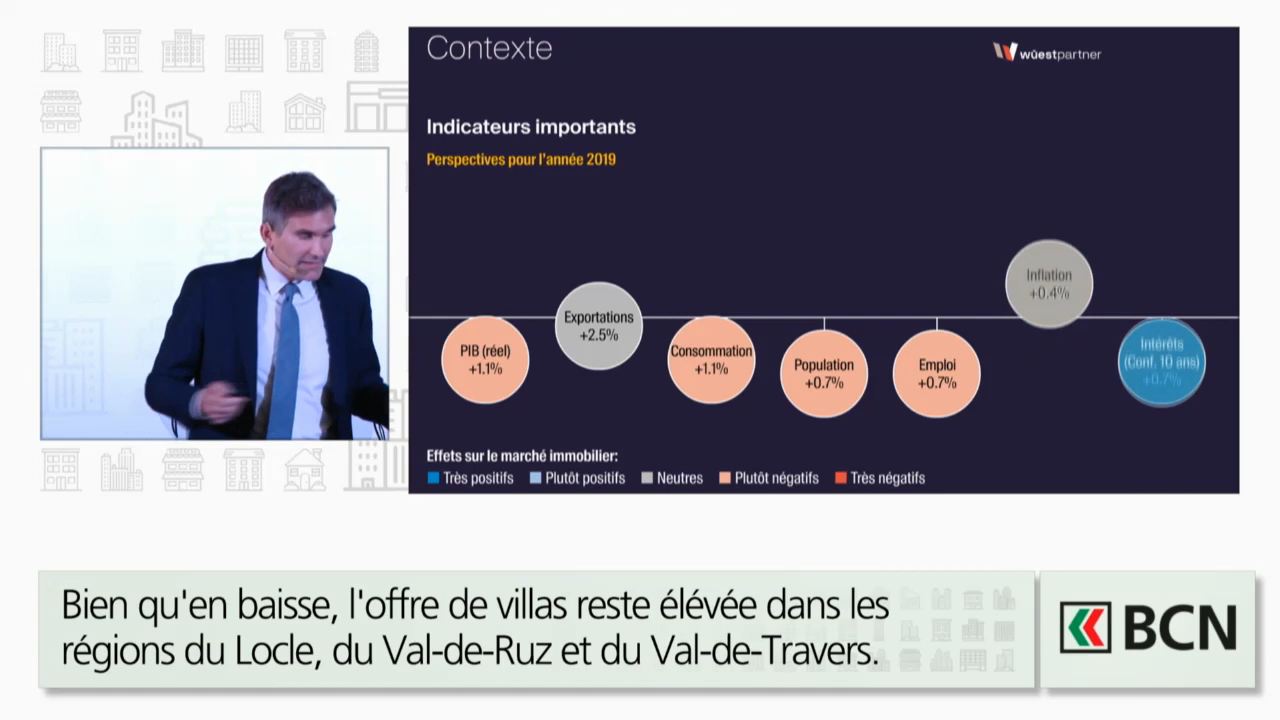 Contexte
wüestpartner
Indicateurs importants
Perspectives pour l'année 2019
Inflation
+0.4%
Exportations
+2.5%
PIB (réel)
+1.1%
Consommation
+1.1%
Population
+0.7%
Emploi
+0.7%
Intérêts
(Conf. 10 ans)
+0.7%
Effets sur le marché immobilier:
Très positifs
Plutôt positifs
Neutres
Plutôt négatifs
Très négatifs
Bien qu'en baisse, l'offre de villas reste élévée dans les
régions du Locle, du Val-de-Ruz et du Val-de-Travers.
BCN